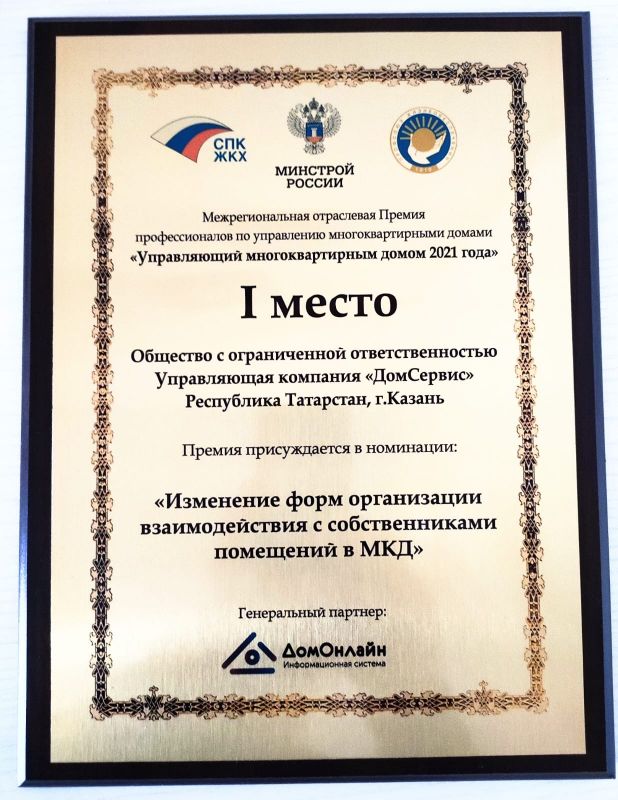 СПК
ЖКХ
МИНСТРОЙ
РОССИИ
1919
Межрегиональная отраслевая Премия
профессионалов по управлению многоквартирными домами
«Управляющий многоквартирным домом 2021 года»
I место
Общество с ограниченной ответственностью
Управляющая компания «ДомСервис»
Республика Татарстан, г.Казань
Премия присуждается в номинации:
«Изменение форм организации
взаимодействия с собственниками
помещений в МКД»
Генеральный партнер:
ДомОнлайн
Информационная система